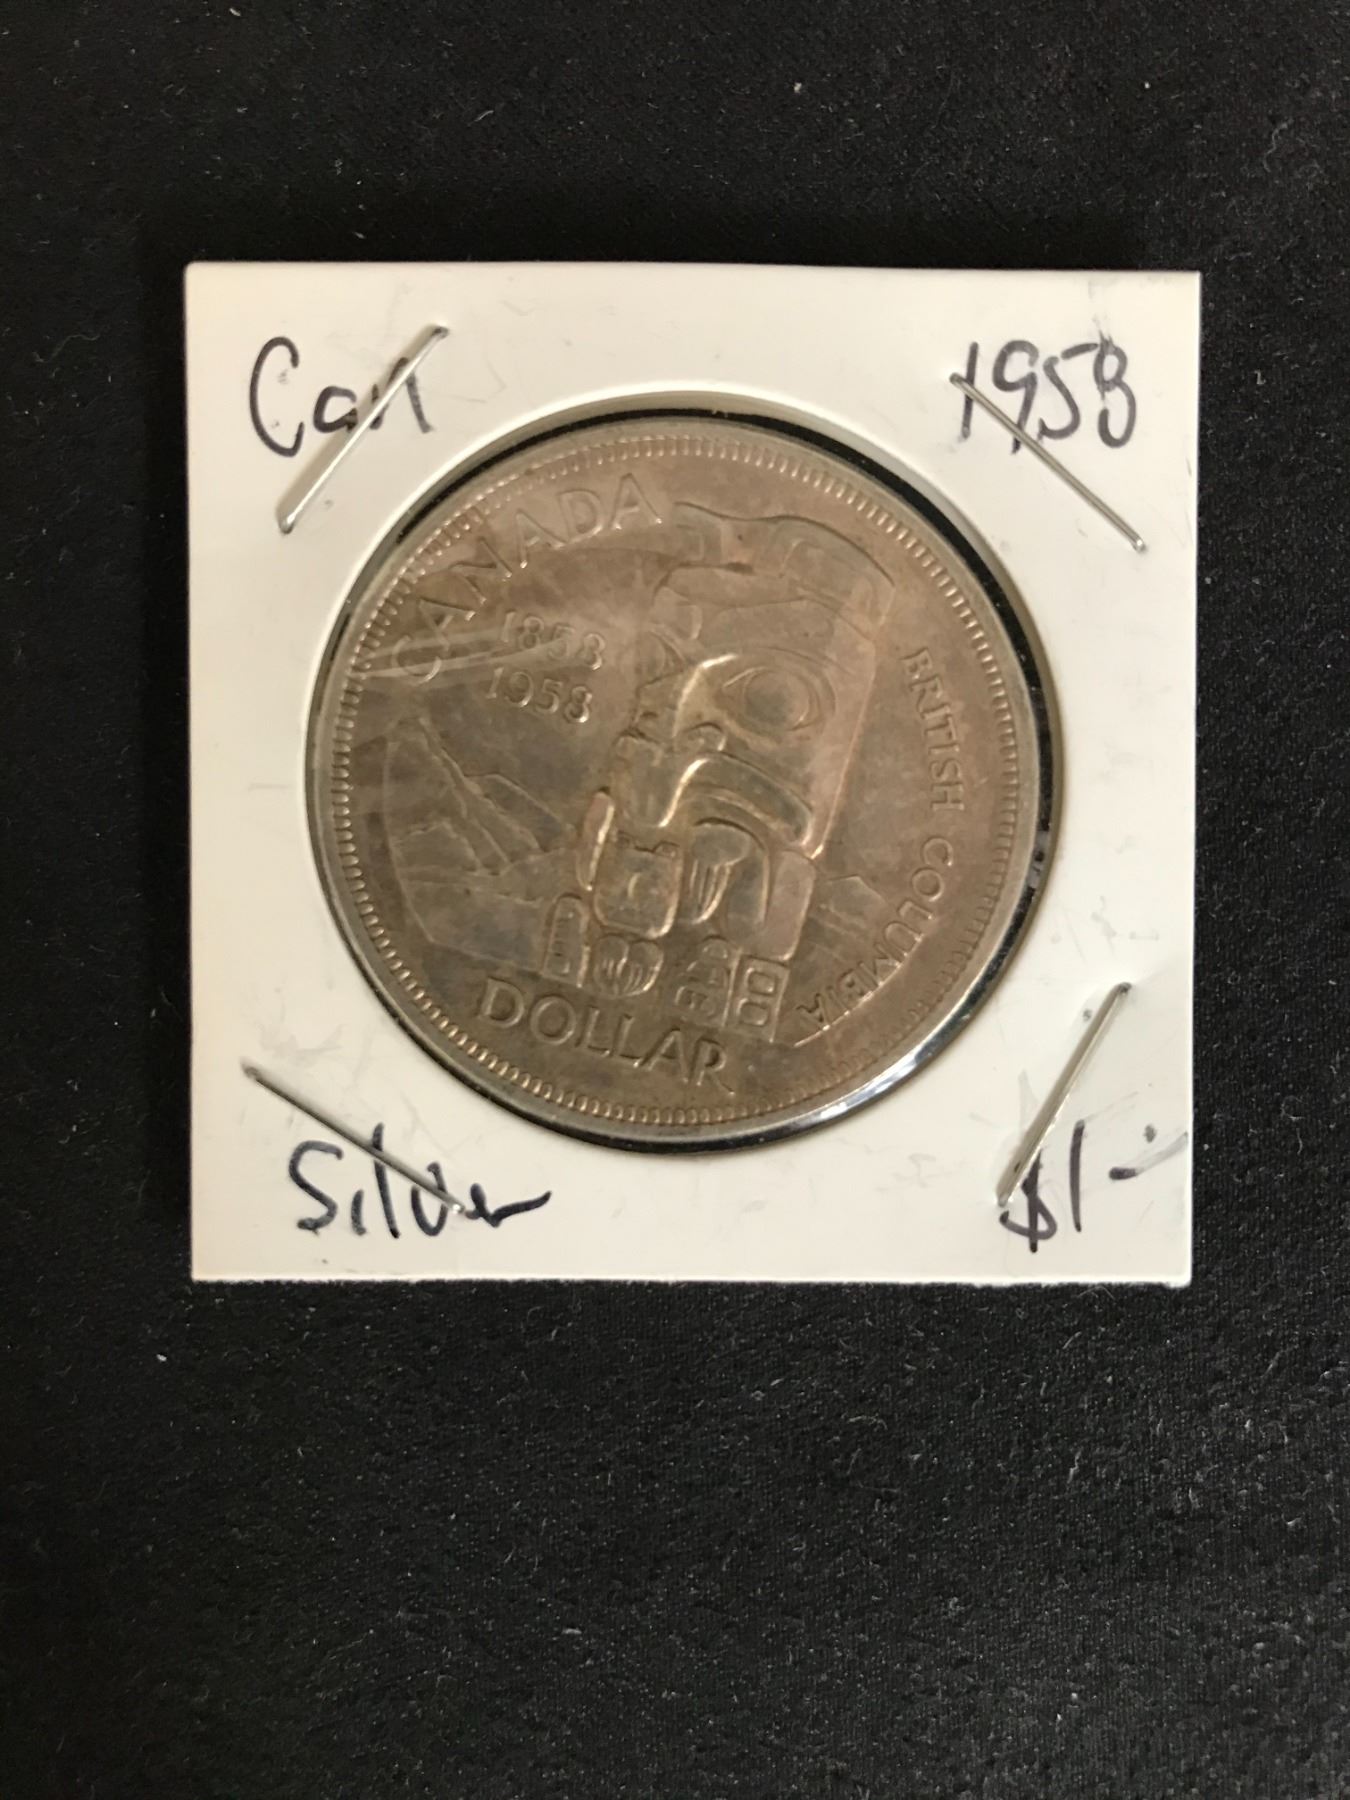 Can 1958
CANADA
1858
1958
BRITISH COLUMBIA
DOLLAR
Silver $1-